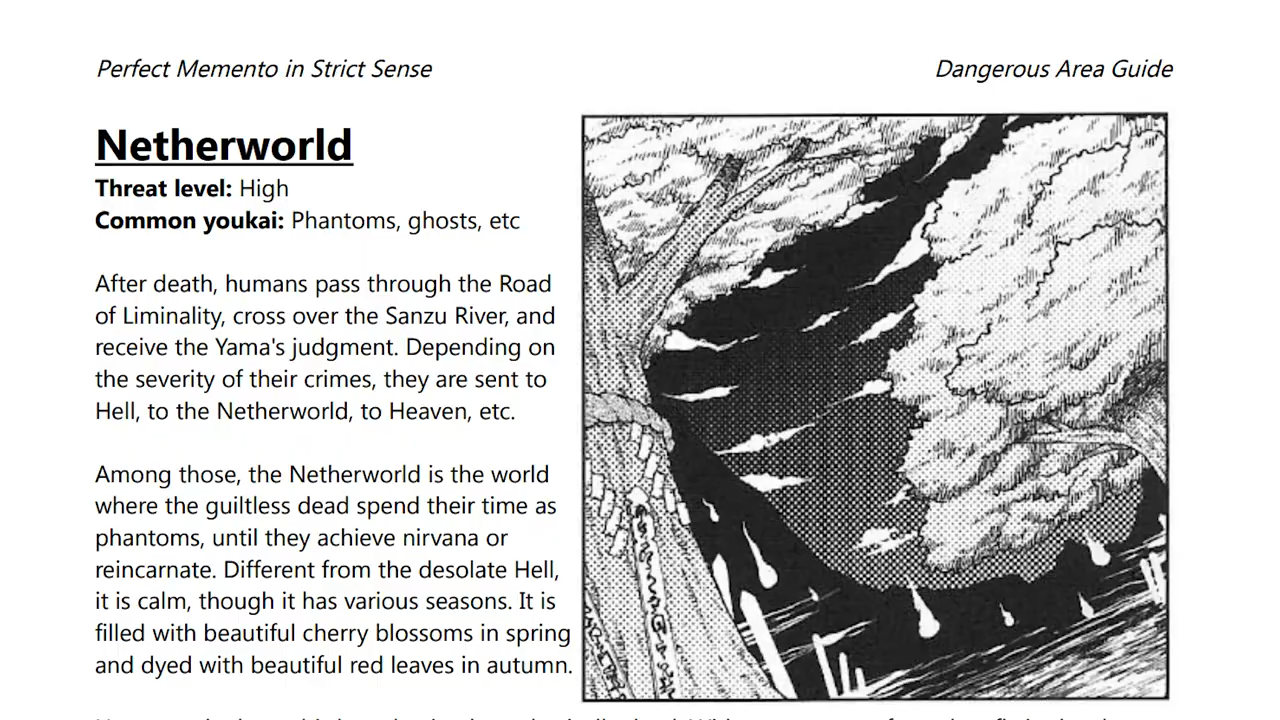 Perfect Memento in Strict Sense
Dangerous Area Guide
Netherworld
Threat level: High
Common youkai: Phantoms, ghosts, etc
After death, humans pass through the Road
of Liminality, cross over the Sanzu River, and
receive the Yama's judgment. Depending on
the severity of their crimes, they are sent to
Hell, to the Netherworld, to Heaven, etc.
Among those, the Netherworld is the world
where the guiltless dead spend their time as
phantoms, until they achieve nirvana or
reincarnate. Different from the desolate Hell,
it is calm, though it has various seasons. It is
filled with beautiful cherry blossoms in spring
and dyed with beautiful red leaves in autumn.